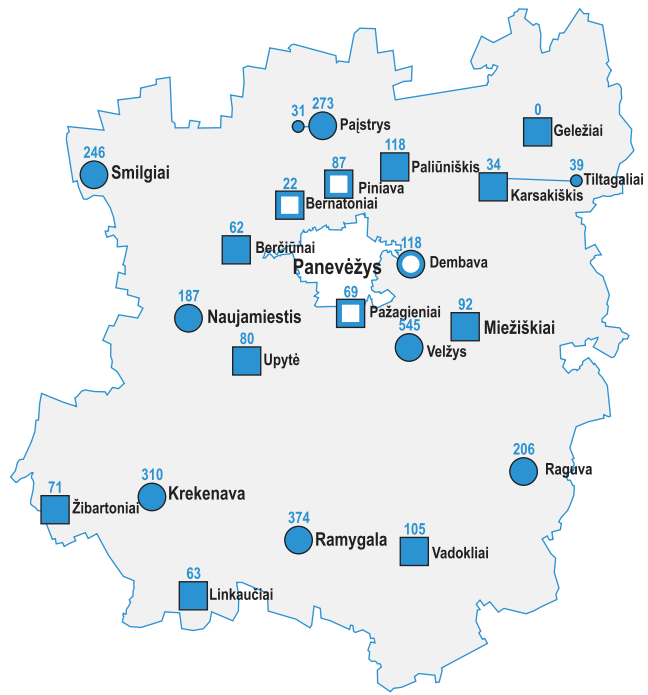 31
273
Paįstrys
0
Geležiai
246
Smilgiai
118
Paliūniškis
87
Piniava
34
Karsakiškis
39
Tiltagaliai
22
Bernatoniai
62
Berčiūnai
Panevėžys
118
Dembava
187
Naujamiestis
69
Pažagieniai
92
Miežiškiai
545
Velžys
80
Upytė
206
Raguva
71
Žibartoniai
310
Krekenava
374
Ramygala
105
Vadokliai
63
Linkaučiai